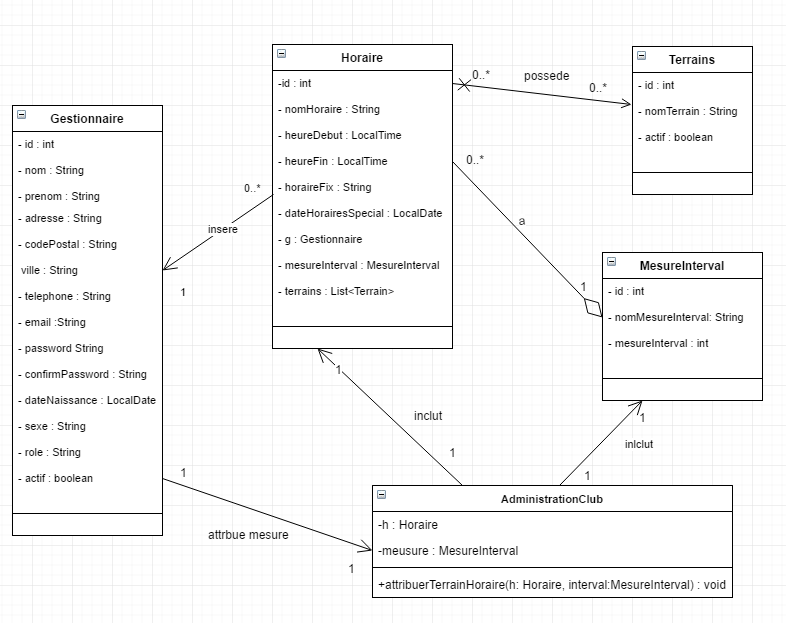 Horaire
-id : int
- nomHoraire : String
- heureDebut : LocalTime
- heureFin : LocalTime
- horaireFix : String
- dateHorairesSpecial : LocalDate
- g : Gestionnaire
- mesureInterval : MesureInterval
- terrains : List<Terrain>
0..*
possede
0..*
Terrains
- id : int
- nomTerrain : String
- actif : boolean
Gestionnaire
- id : int
- nom : String
- prenom : String
- adresse : String
- codePostal : String
ville : String
- telephone : String
- email :String
- password String
- confirmPassword : String
- dateNaissance : LocalDate
- sexe : String
- role : String
- actif : boolean
0..*
insere
1
0..*
a
1
MesureInterval
- id : int
- nomMesureInterval: String
- mesureInterval : int
1
inclut
1
1
inlclut
1
1
attrbue mesure
1
AdministrationClub
-h : Horaire
-meusure : MesureInterval
+attribuerTerrainHoraire(h: Horaire, interval:MesureInterval) : void